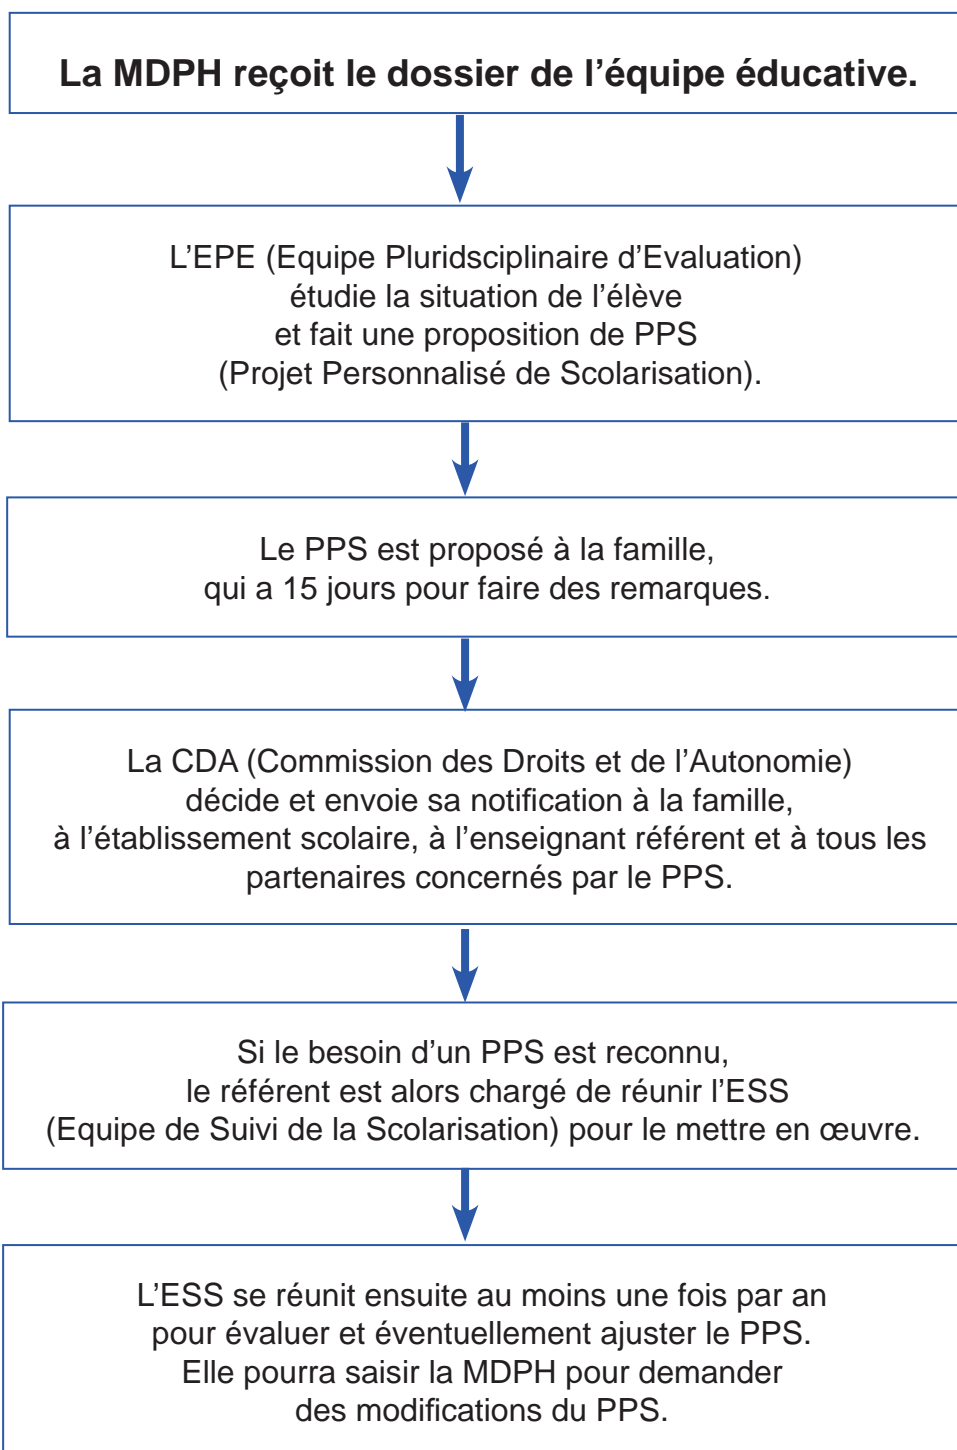 La MDPH reçoit le dossier de l’équipe éducative.
L’EPE (Equipe Pluridsciplinaire d’Evaluation)
étudie la situation de l’élève
et fait une proposition de PPS
(Projet Personnalisé de Scolarisation).
Le PPS est proposé à la famille,
qui a 15 jours pour faire des remarques.
La CDA (Commission des Droits et de l’Autonomie)
décide et envoie sa notification à la famille,
à l’établissement scolaire, à l’enseignant référent et à tous les
partenaires concernés par le PPS.
Si le besoin d’un PPS est reconnu,
le référent est alors chargé de réunir l’ESS
(Equipe de Suivi de la Scolarisation) pour le mettre en œuvre.
L’ESS se réunit ensuite au moins une fois par an
pour évaluer et éventuellement ajuster le PPS.
Elle pourra saisir la MDPH pour demander
des modifications du PPS.